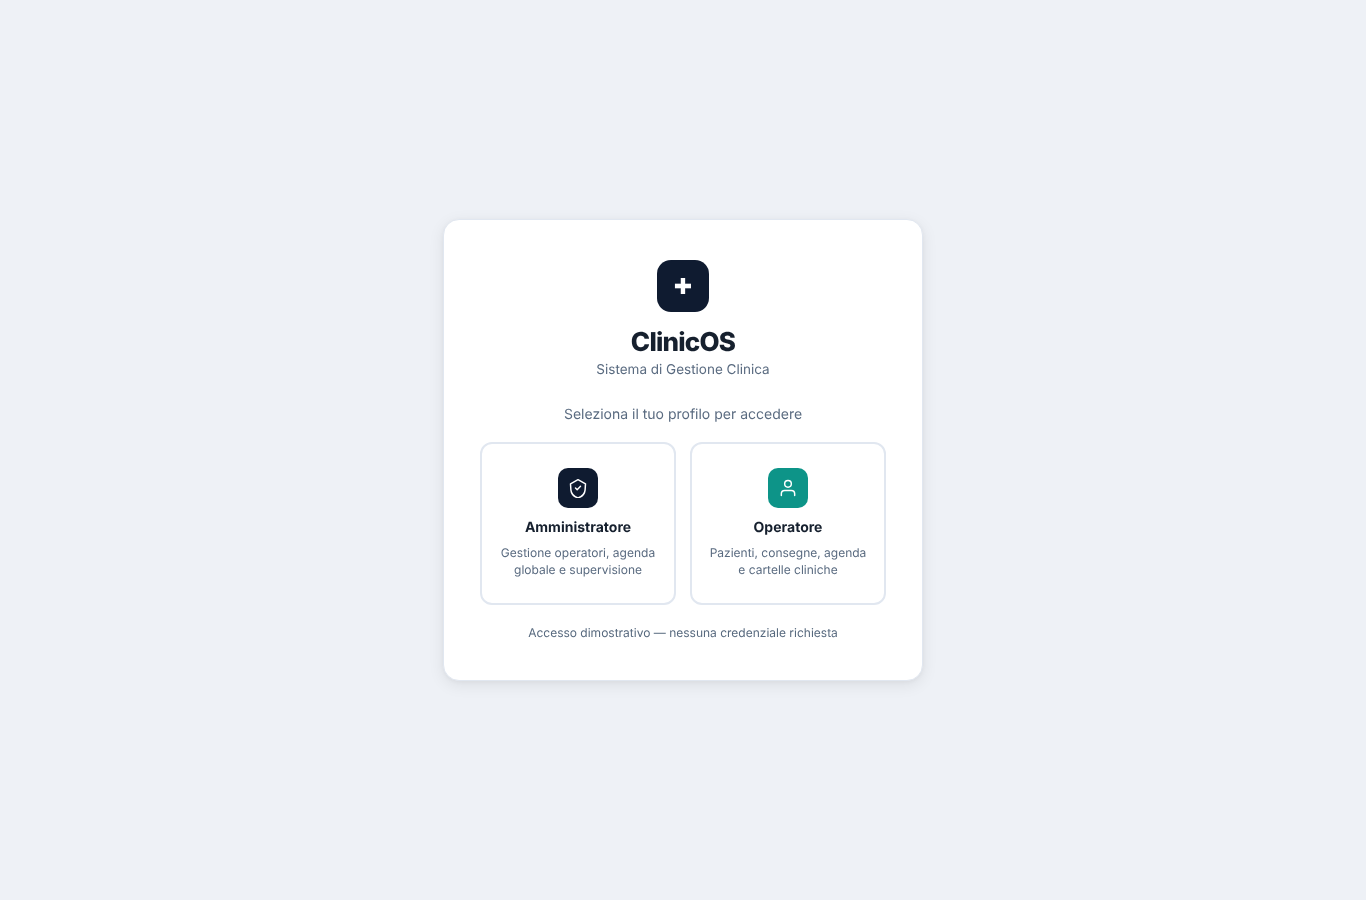 ClinicOS
Sistema di Gestione Clinica
Seleziona il tuo profilo per accedere
Amministratore
Gestione operatori, agenda
globale e supervisione
Operatore
Pazienti, consegne, agenda
e cartelle cliniche
Accesso dimostrativo — nessuna credenziale richiesta